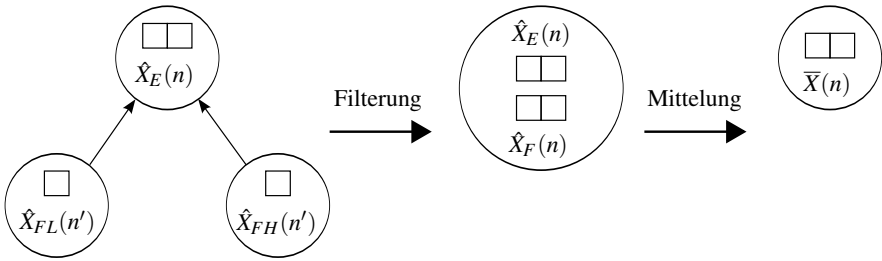 X̂_E(n)
X̂_FL(n′)
X̂_FH(n′)
Filterung
X̂_E(n)
X̂_F(n)
Mittelung
X̅(n)